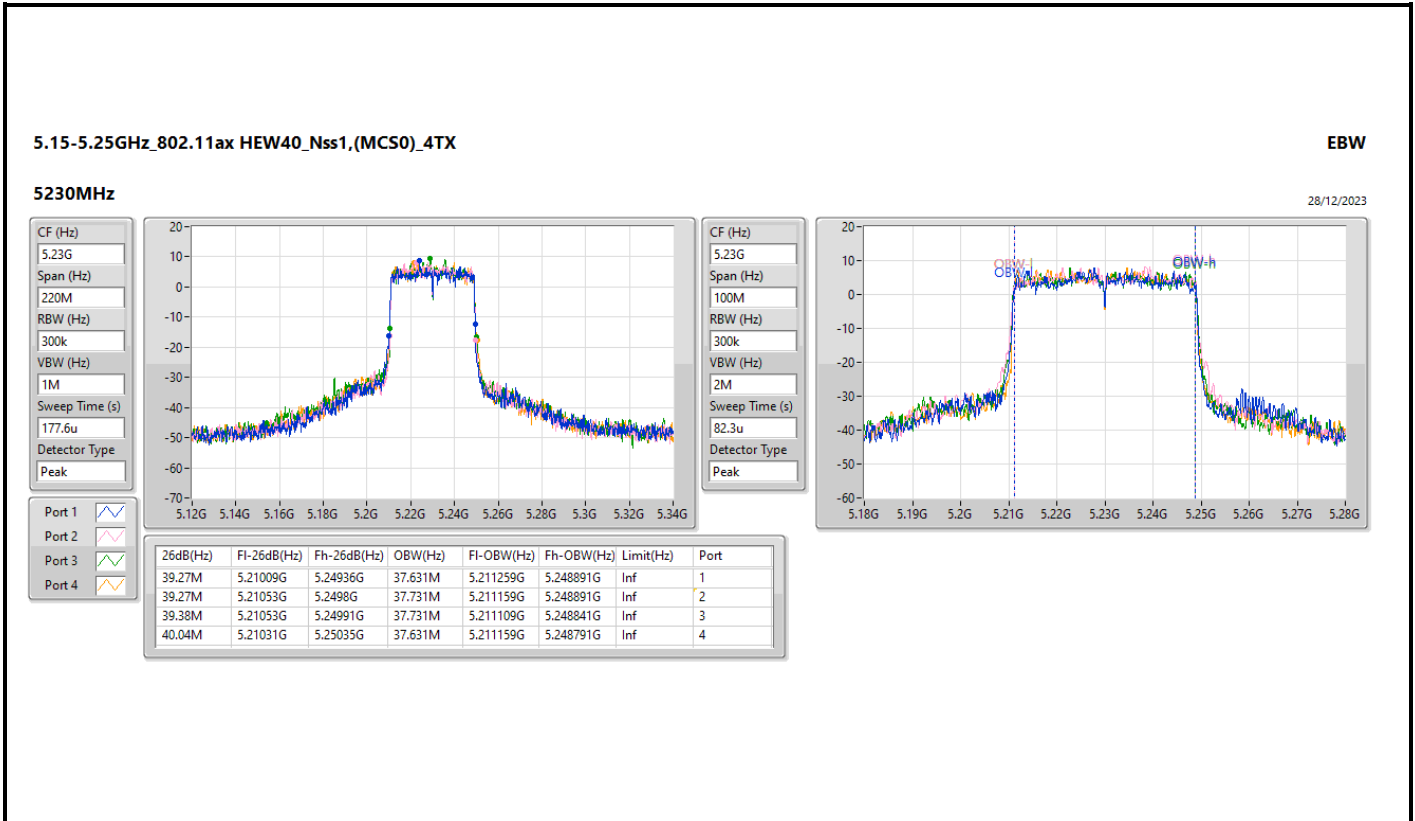 5.15-5.25GHz_802.11ax HEW40_Nss1,(MCS0)_4TX
EBW
5230MHz
28/12/2023
CF (Hz)
5.23G
Span (Hz)
220M
RBW (Hz)
300k
VBW (Hz)
1M
Sweep Time (s)
177.6u
Detector Type
Peak
20
10
0
-10
-20
-30
-40
-50
-60
-70
5.12G 5.14G 5.16G 5.18G 5.2G 5.22G 5.24G 5.26G 5.28G 5.3G 5.32G 5.34G
CF (Hz)
5.23G
Span (Hz)
100M
RBW (Hz)
300k
VBW (Hz)
2M
Sweep Time (s)
82.3u
Detector Type
Peak
20
10
0
-10
-20
-30
-40
-50
-60
OBW-l
OBW-h
5.18G 5.19G 5.2G 5.21G 5.22G 5.23G 5.24G 5.25G 5.26G 5.27G 5.28G
Port 1
Port 2
Port 3
Port 4
26dB(Hz) Fl-26dB(Hz) Fh-26dB(Hz) OBW(Hz) Fl-OBW(Hz) Fh-OBW(Hz) Limit(Hz) Port
39.27M 5.21009G 5.24936G 37.631M 5.211259G 5.248891G Inf 1
39.27M 5.21053G 5.2498G 37.731M 5.211159G 5.248891G Inf 2
39.38M 5.21053G 5.24991G 37.731M 5.211109G 5.248841G Inf 3
40.04M 5.21031G 5.25035G 37.631M 5.211159G 5.248791G Inf 4